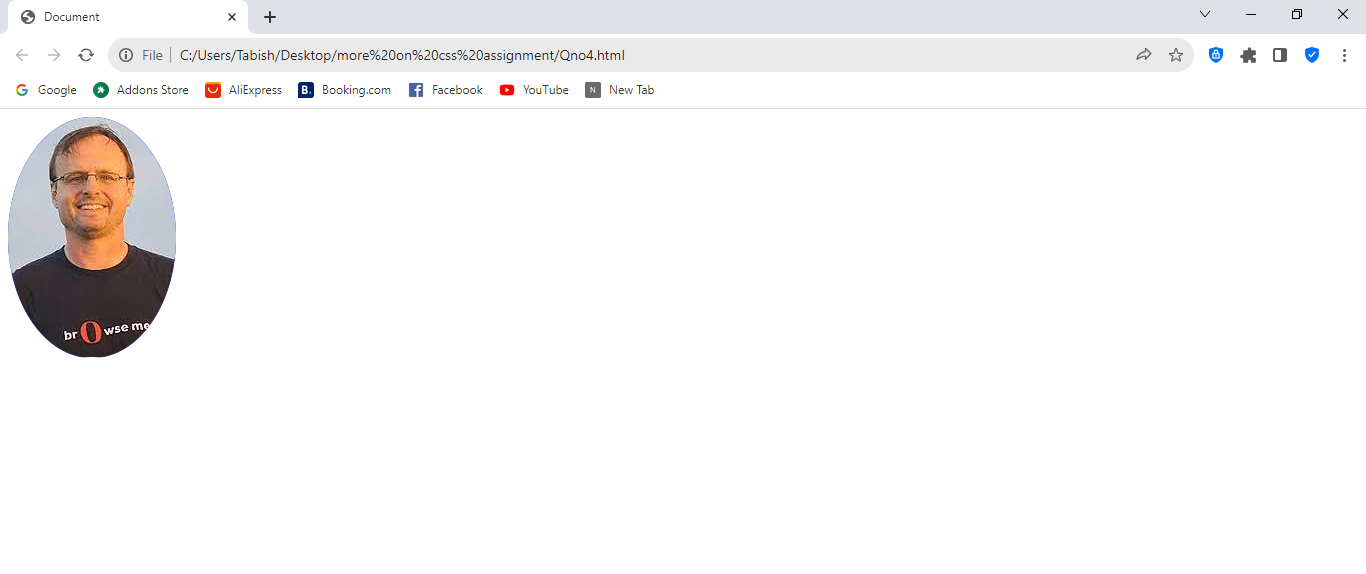 Document
File C:/Users/Tabish/Desktop/more%20on%20css%20assignment/Qno4.html
Google Addons Store AliExpress B. Booking.com Facebook YouTube N New Tab
br O wse me